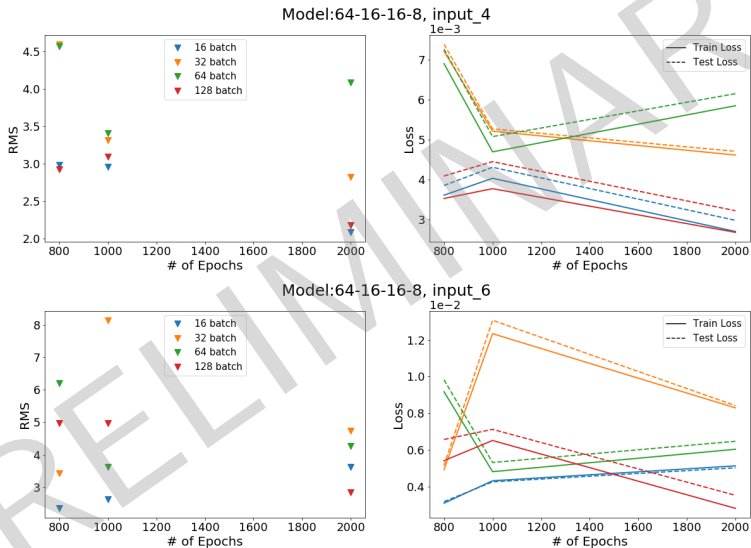 Model:64-16-16-8, input_4
1e−3
4.5
4.0
3.5
3.0
2.5
2.0
RMS
16 batch
32 batch
64 batch
128 batch
800 1000 1200 1400 1600 1800 2000
# of Epochs
7
6
5
4
3
Loss
Train Loss
Test Loss
800 1000 1200 1400 1600 1800 2000
# of Epochs
Model:64-16-16-8, input_6
1e−2
8
7
6
5
4
3
RMS
16 batch
32 batch
64 batch
128 batch
800 1000 1200 1400 1600 1800 2000
# of Epochs
1.2
1.0
0.8
0.6
0.4
Loss
Train Loss
Test Loss
800 1000 1200 1400 1600 1800 2000
# of Epochs
RELIMINAR